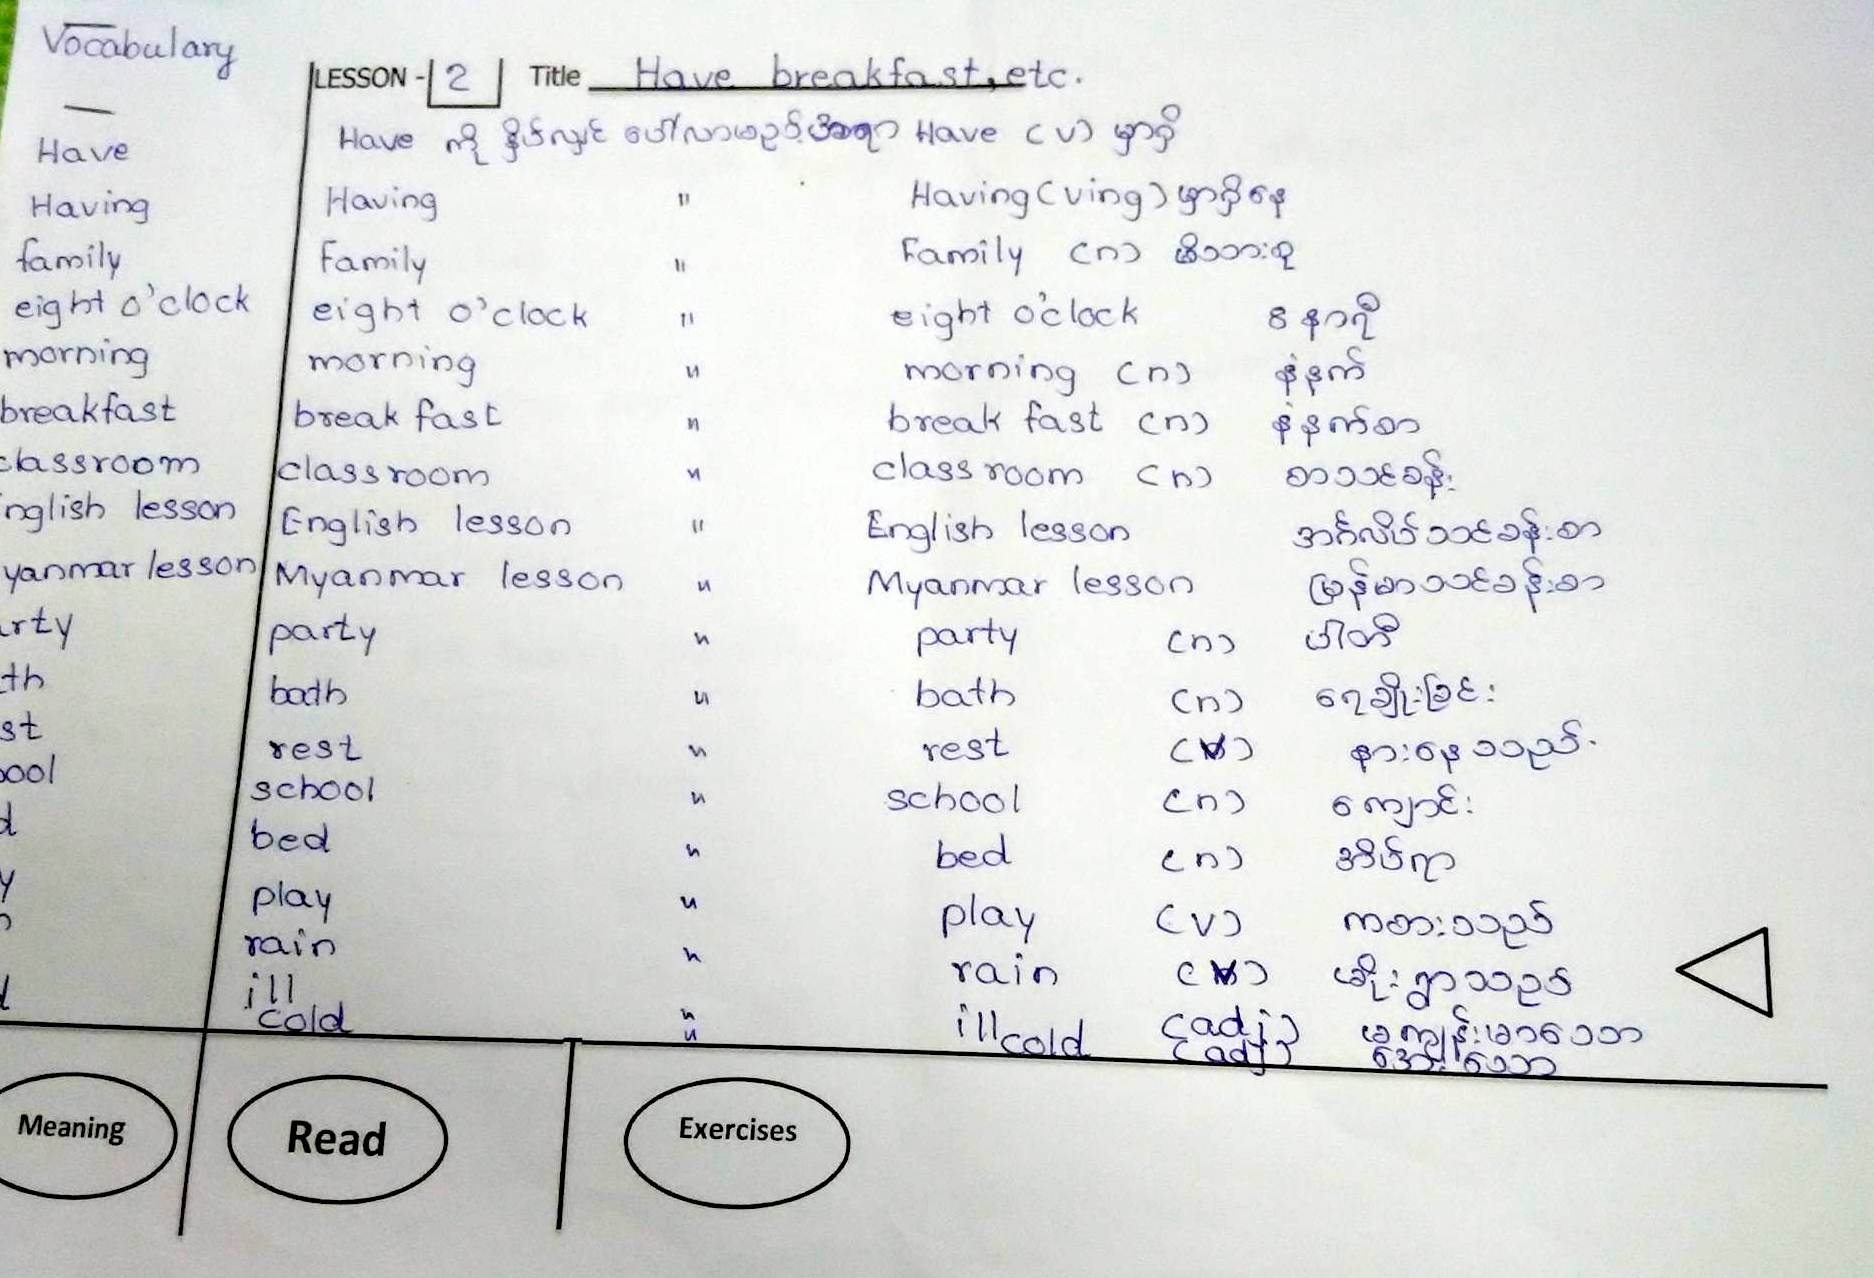 Vocabulary
LESSON - 2 Title Have breakfast, etc.
Have Have ကို နှိပ်လျှင် ပေါ်လာမည့်အရာ Have (v) မှာရှိ
Having Having " Having (ving) မှာရှိနေ
family Family " Family (n) မိသားစု
eight o'clock eight o'clock " eight o'clock ၈ နာရီ
morning morning " morning (n) နံနက်
breakfast break fast " break fast (n) နံနက်စာ
classroom classroom " class room (n) စာသင်ခန်း
nglish lesson English lesson " English lesson အင်္ဂလိပ်သင်ခန်းစာ
yanmar lesson Myanmar lesson " Myanmar lesson မြန်မာသင်ခန်းစာ
rty party " party (n) ပါတီ
th bath " bath (n) ရေချိုးခြင်း
st rest " rest (v) နားနေသည်.
ool school " school (n) ကျောင်း
d bed " bed (n) အိပ်ရာ
y play " play (v) ကစားသည်
rain " rain (v) မိုးရွာသည်
ill " ill (adj) မကျန်းမာသော
cold " cold (adj) အေးသော
Meaning Read Exercises